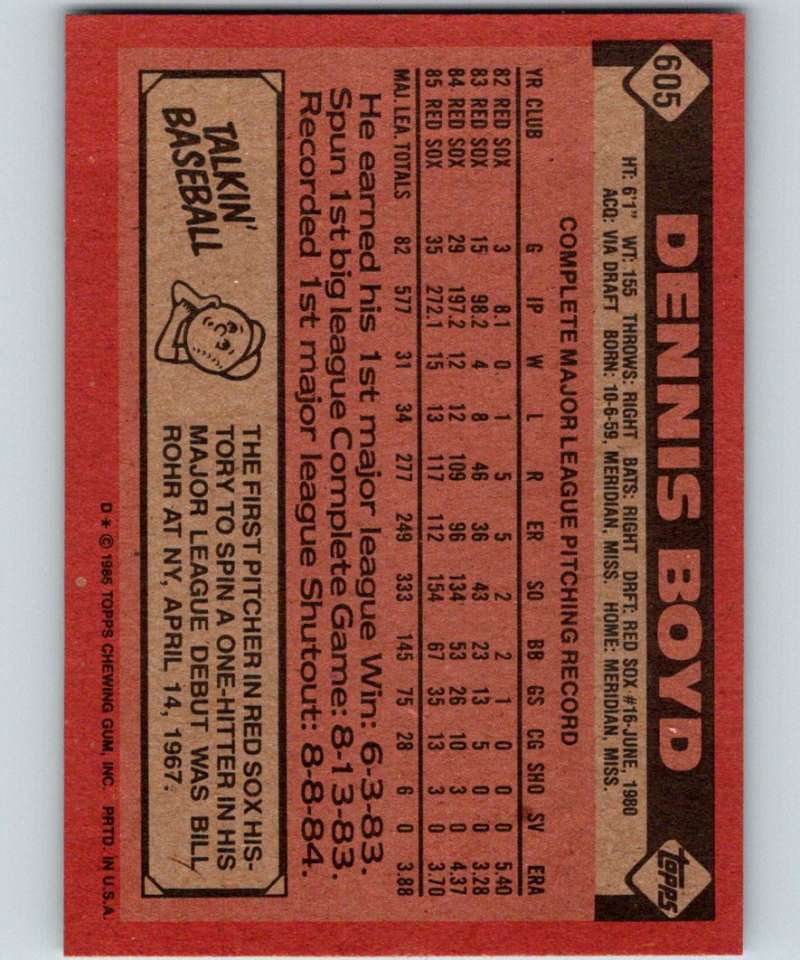 605
DENNIS BOYD
TOPPS
HT: 6'1" WT: 155 THROWS: RIGHT BATS: RIGHT DRFT: RED SOX #16-JUNE, 1980
ACQ: VIA DRAFT BORN: 10-6-59, MERIDIAN, MISS. HOME: MERIDIAN, MISS.
COMPLETE MAJOR LEAGUE PITCHING RECORD
YR CLUB G IP W L R ER SO BB GS CG SHO SV ERA
82 RED SOX 3 8.1 0 1 5 5 2 2 1 0 0 0 5.40
83 RED SOX 15 98.2 4 8 46 36 43 23 13 5 0 0 3.28
84 RED SOX 29 197.2 12 12 109 96 134 53 26 10 3 0 4.37
85 RED SOX 35 272.1 15 13 117 112 154 67 35 13 3 0 3.70
MAJ. LEA. TOTALS 82 577 31 34 277 249 333 145 75 28 6 0 3.88
He earned his 1st major league Win: 6-3-83.
Spun 1st big league Complete Game: 8-13-83.
Recorded 1st major league Shutout: 8-8-84.
TALKIN'
BASEBALL
THE FIRST PITCHER IN RED SOX HIS-
TORY TO SPIN A ONE-HITTER IN HIS
MAJOR LEAGUE DEBUT WAS BILL
ROHR AT NY, APRIL 14, 1967.
D* © 1986 TOPPS CHEWING GUM, INC. PRTD. IN U.S.A.